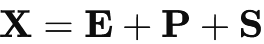 X = E + P + S